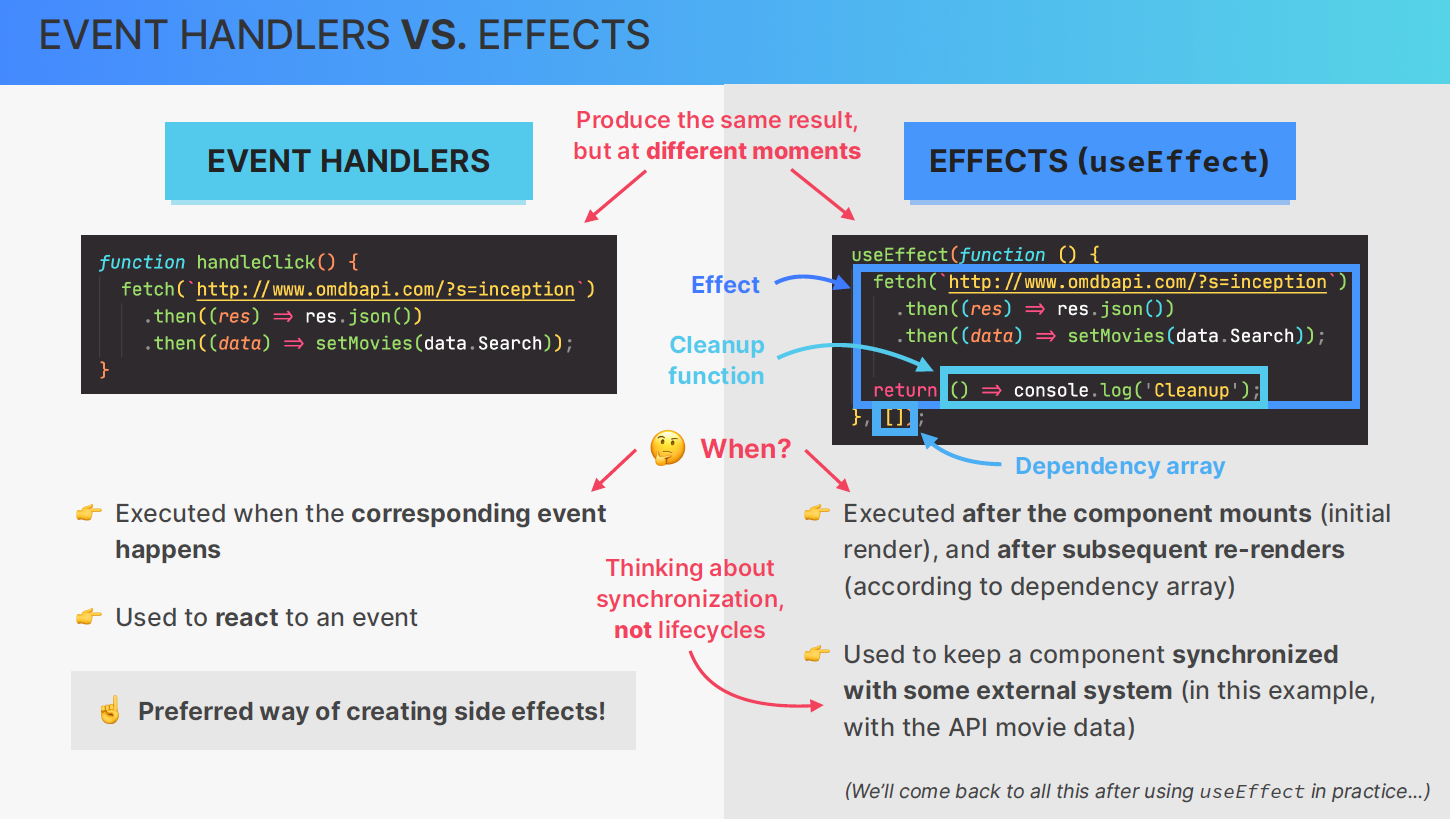 EVENT HANDLERS VS. EFFECTS
Produce the same result,
but at different moments
EVENT HANDLERS
function handleClick() {
fetch(`http://www.omdbapi.com/?s=inception`)
.then((res) => res.json())
.then((data) => setMovies(data.Search));
}
EFFECTS (useEffect)
useEffect(function () {
fetch(`http://www.omdbapi.com/?s=inception`)
.then((res) => res.json())
.then((data) => setMovies(data.Search));
return () => console.log('Cleanup');
}, []);
Effect
Cleanup
function
Dependency array
🤔 When?
👉 Executed when the corresponding event
happens
👉 Used to react to an event
☝️ Preferred way of creating side effects!
Thinking about
synchronization,
not lifecycles
👉 Executed after the component mounts (initial
render), and after subsequent re-renders
(according to dependency array)
👉 Used to keep a component synchronized
with some external system (in this example,
with the API movie data)
(We’ll come back to all this after using useEffect in practice…)